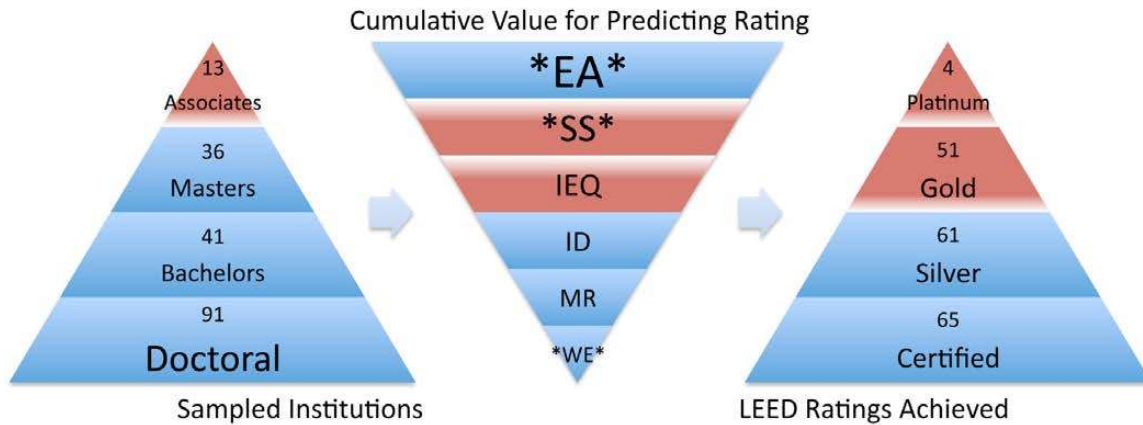 Cumulative Value for Predicting Rating
13
Associates
36
Masters
41
Bachelors
91
Doctoral
Sampled Institutions
*EA*
*SS*
IEQ
ID
MR
*WE*
4
Platinum
51
Gold
61
Silver
65
Certified
LEED Ratings Achieved